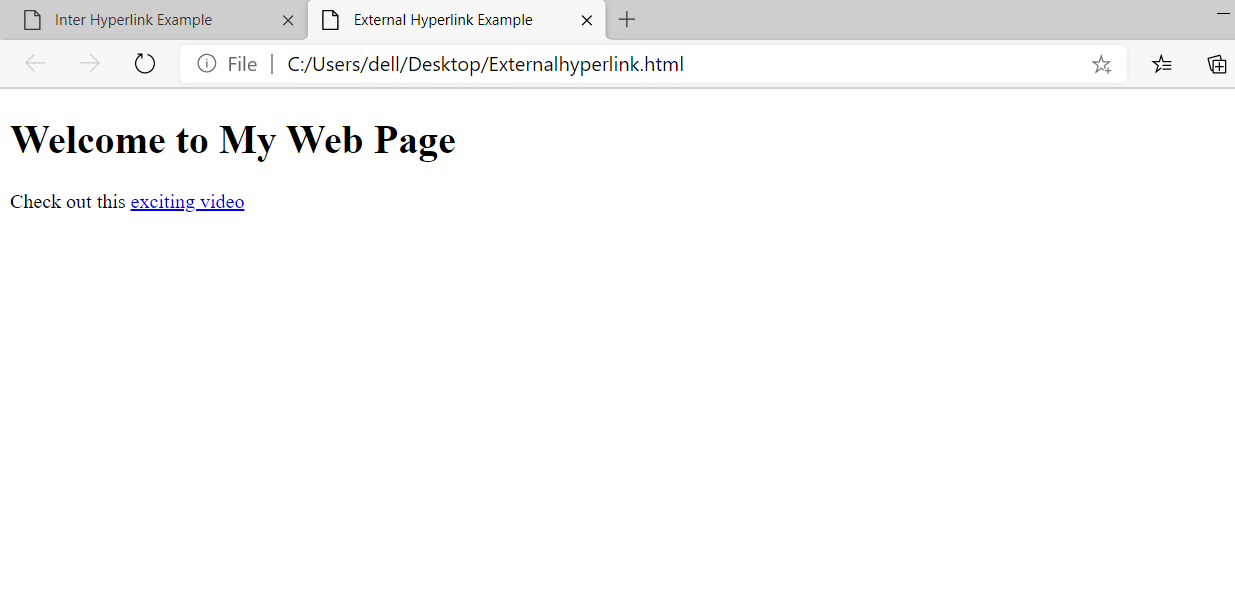 Inter Hyperlink Example
External Hyperlink Example
File | C:/Users/dell/Desktop/Externalhyperlink.html
Welcome to My Web Page
Check out this exciting video